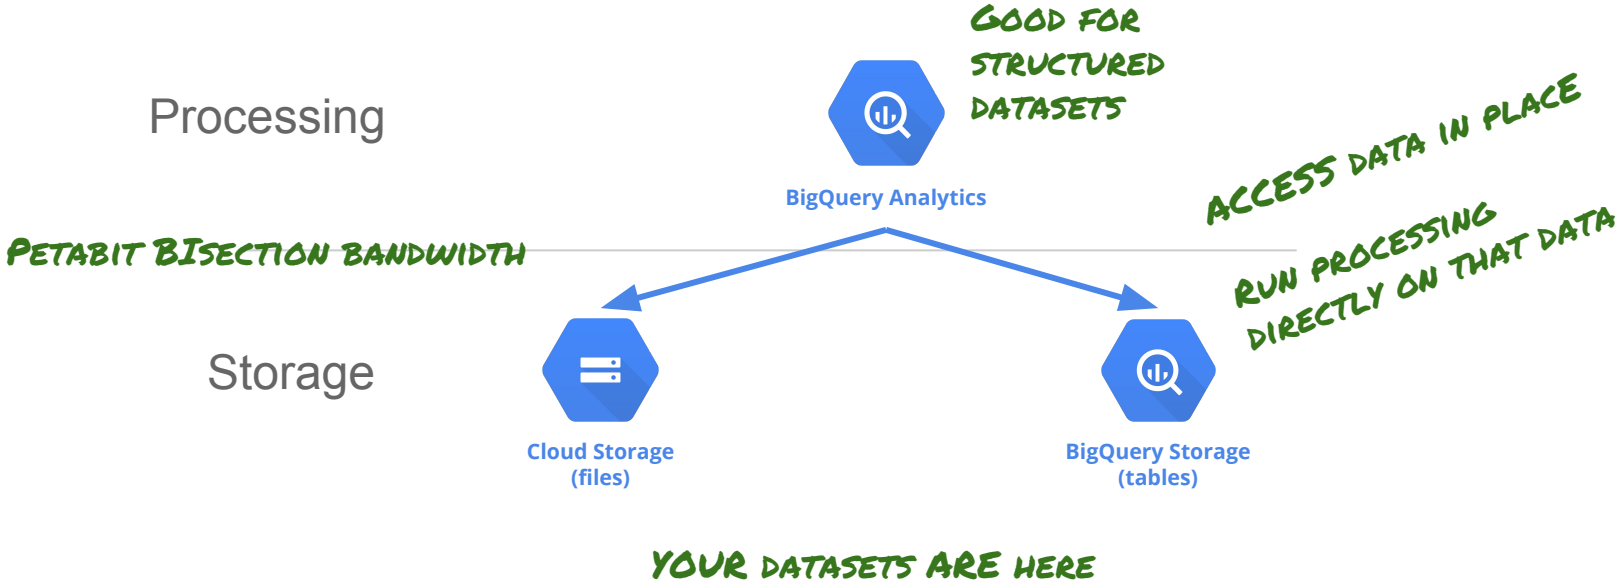 Good for
structured
datasets
Processing
BigQuery Analytics
Access data in place
Petabit BIsection bandwidth
Run processing
directly on that data
Storage
Cloud Storage
(files)
BigQuery Storage
(tables)
YOUR datasets ARE here